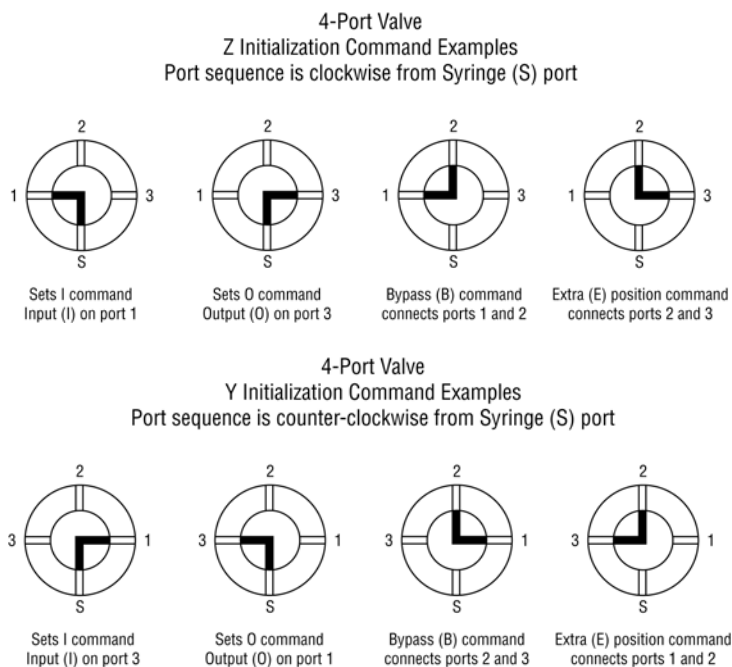 4-Port Valve
Z Initialization Command Examples
Port sequence is clockwise from Syringe (S) port
2
1
3
S
Sets I command
Input (I) on port 1
2
1
3
S
Sets O command
Output (O) on port 3
2
1
3
S
Bypass (B) command
connects ports 1 and 2
2
1
3
S
Extra (E) position command
connects ports 2 and 3
4-Port Valve
Y Initialization Command Examples
Port sequence is counter-clockwise from Syringe (S) port
2
3
1
S
Sets I command
Input (I) on port 3
2
3
1
S
Sets O command
Output (O) on port 1
2
3
1
S
Bypass (B) command
connects ports 2 and 3
2
3
1
S
Extra (E) position command
connects ports 1 and 2